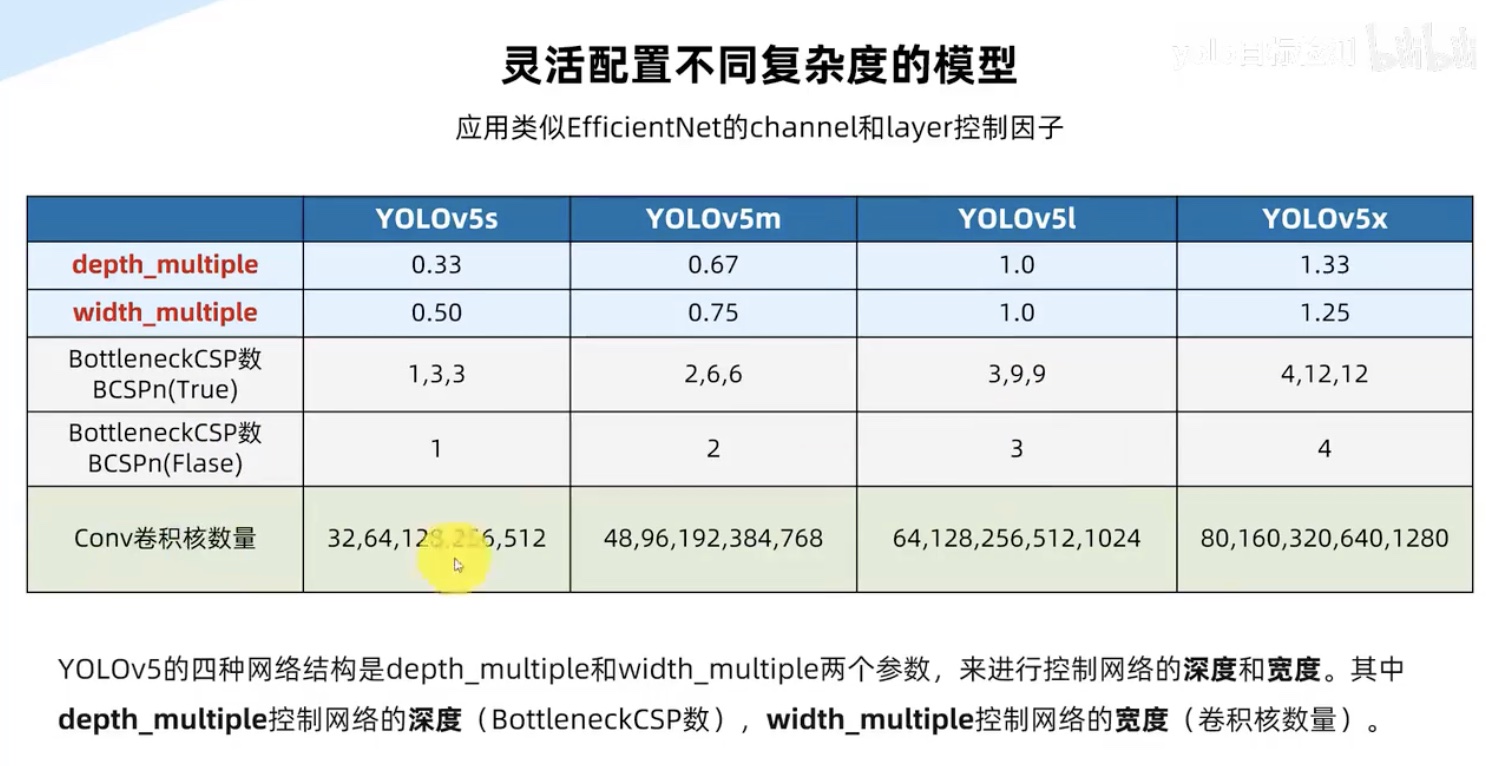 灵活配置不同复杂度的模型
应用类似EfficientNet的channel和layer控制因子
YOLOv5s YOLOv5m YOLOv5l YOLOv5x
depth_multiple 0.33 0.67 1.0 1.33
width_multiple 0.50 0.75 1.0 1.25
BottleneckCSP数
BCSPn(True) 1,3,3 2,6,6 3,9,9 4,12,12
BottleneckCSP数
BCSPn(Flase) 1 2 3 4
Conv卷积核数量 32,64,128,256,512 48,96,192,384,768 64,128,256,512,1024 80,160,320,640,1280
YOLOv5的四种网络结构是depth_multiple和width_multiple两个参数，来进行控制网络的深度和宽度。其中
depth_multiple控制网络的深度（BottleneckCSP数），width_multiple控制网络的宽度（卷积核数量）。